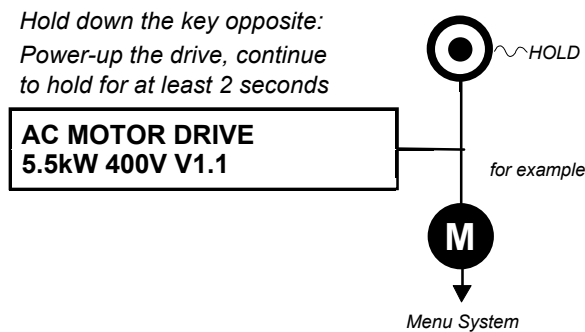 Hold down the key opposite:
Power-up the drive, continue
to hold for at least 2 seconds
HOLD
AC MOTOR DRIVE
5.5kW 400V V1.1
for example
M
Menu System